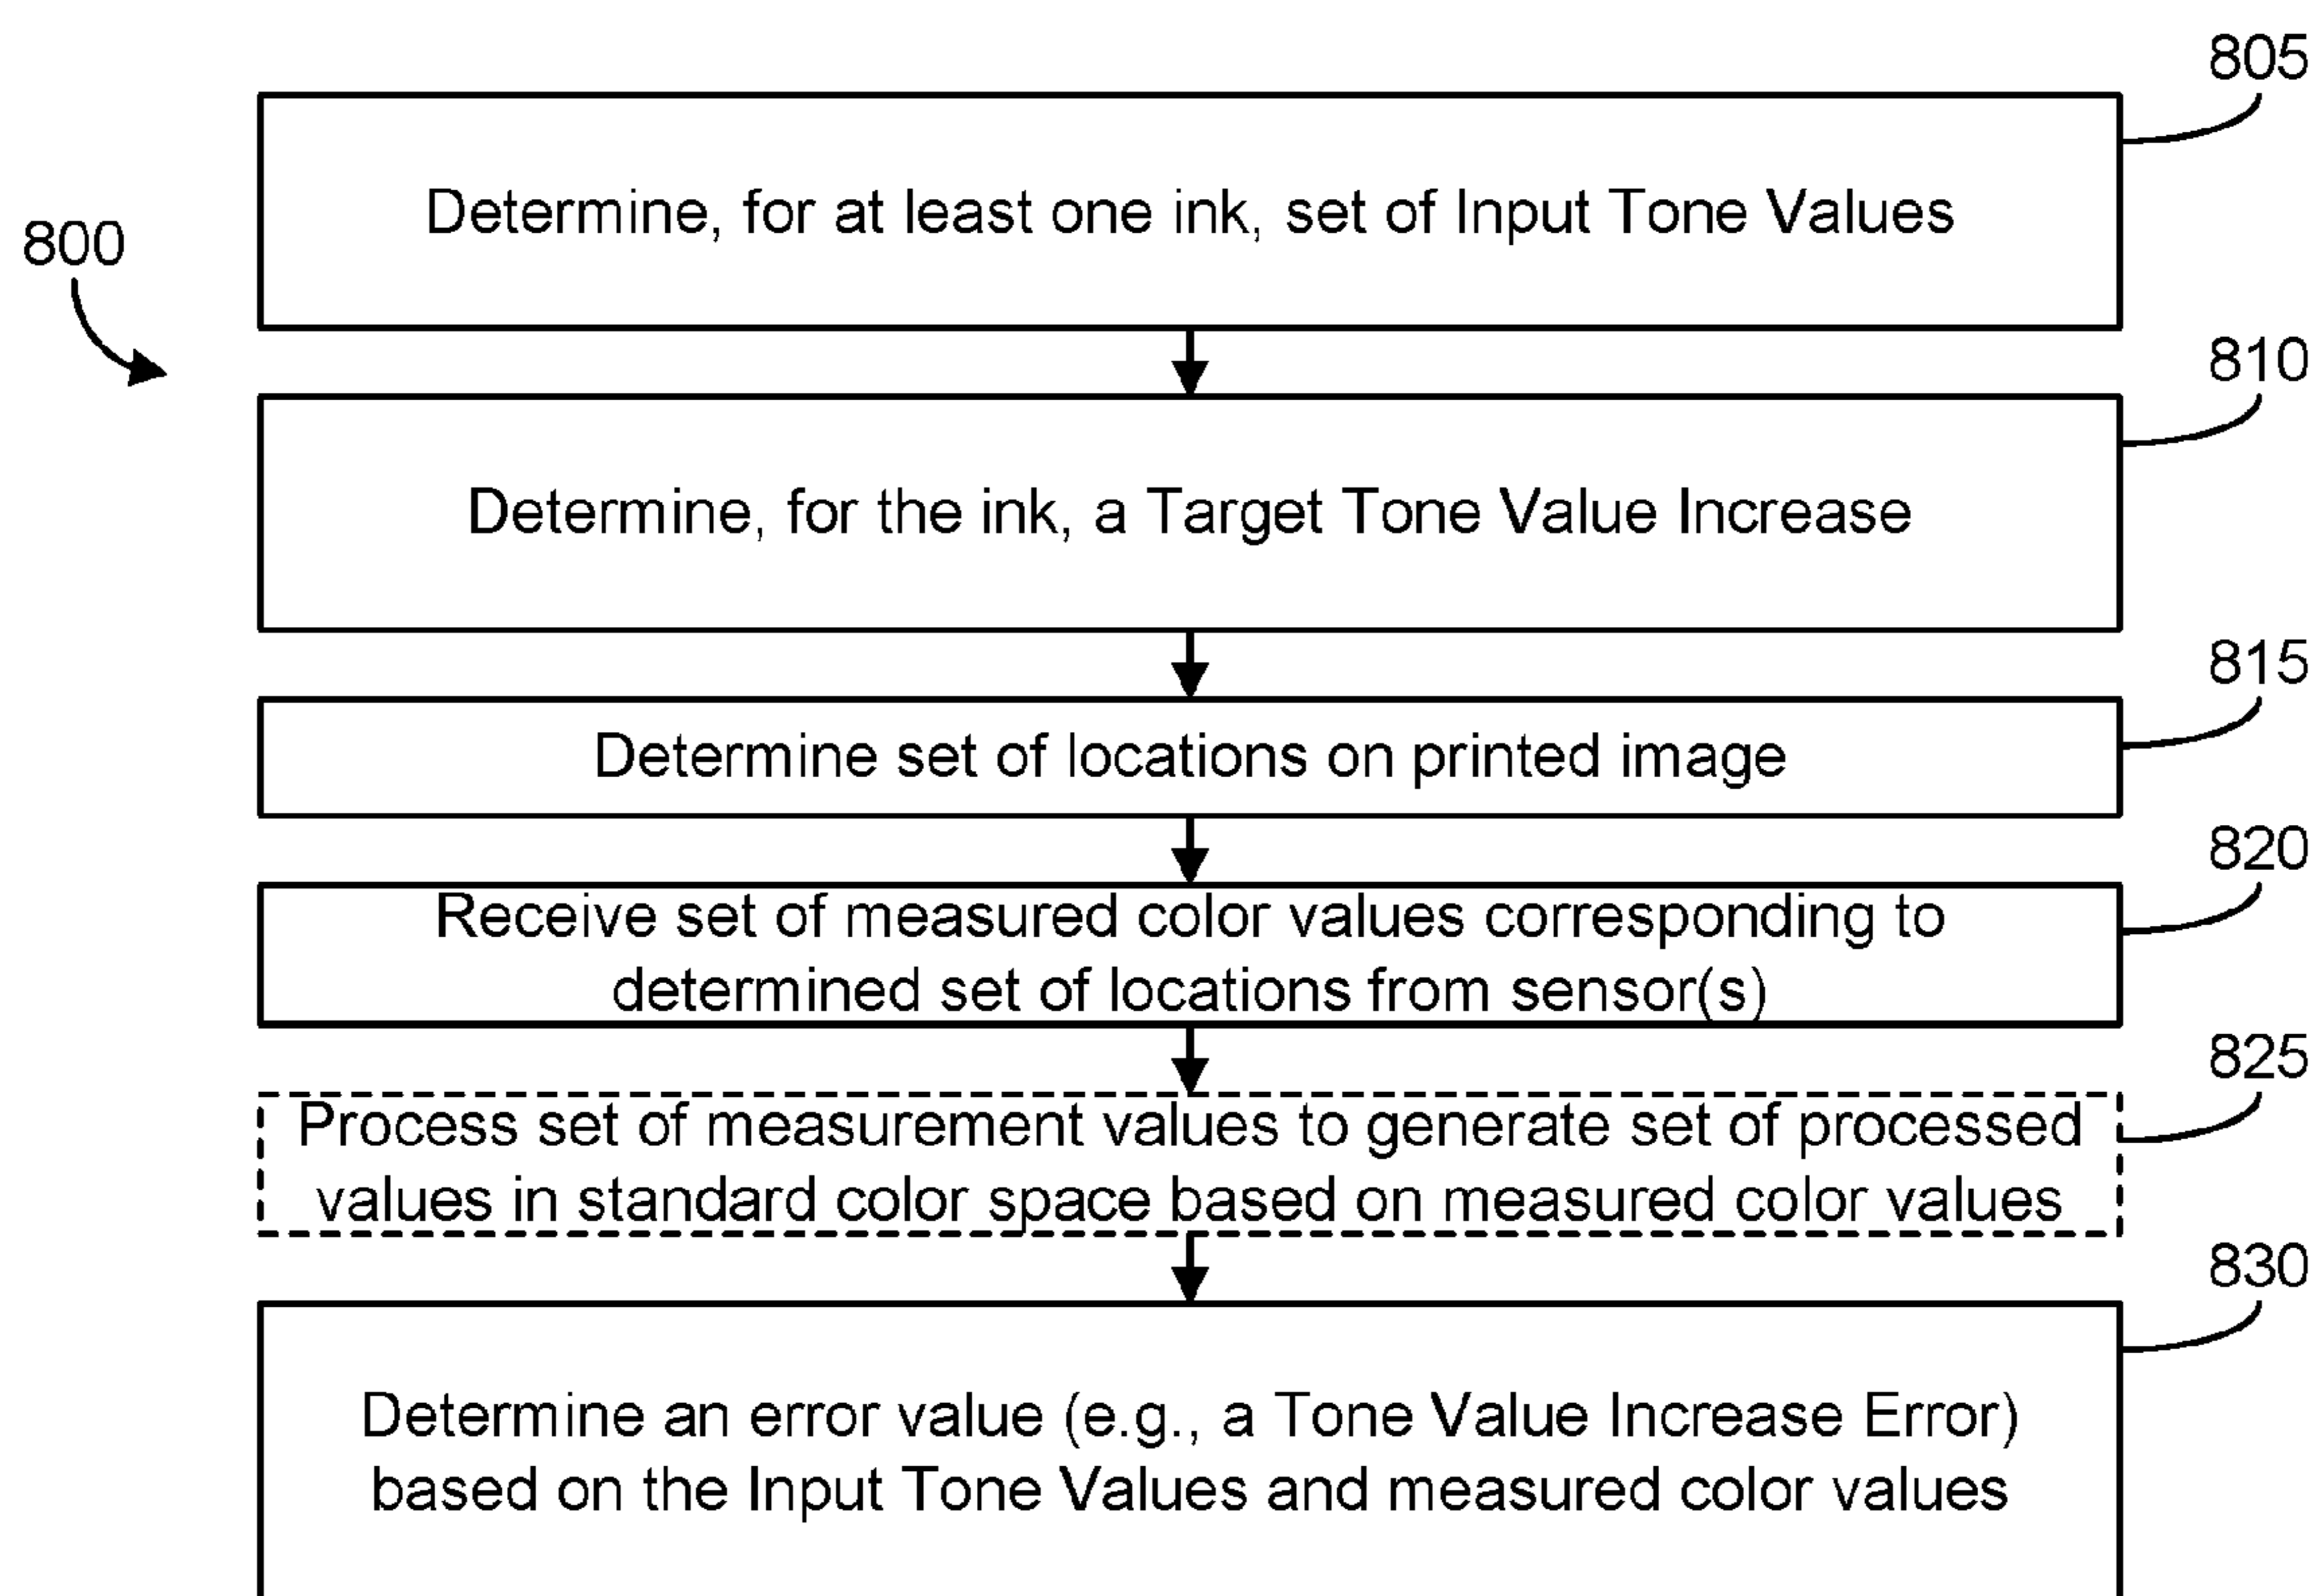 805
Determine, for at least one ink, set of Input Tone Values
800
810
Determine, for the ink, a Target Tone Value Increase
815
Determine set of locations on printed image
820
Receive set of measured color values corresponding to
determined set of locations from sensor(s)
825
Process set of measurement values to generate set of processed
values in standard color space based on measured color values
830
Determine an error value (e.g., a Tone Value Increase Error)
based on the Input Tone Values and measured color values